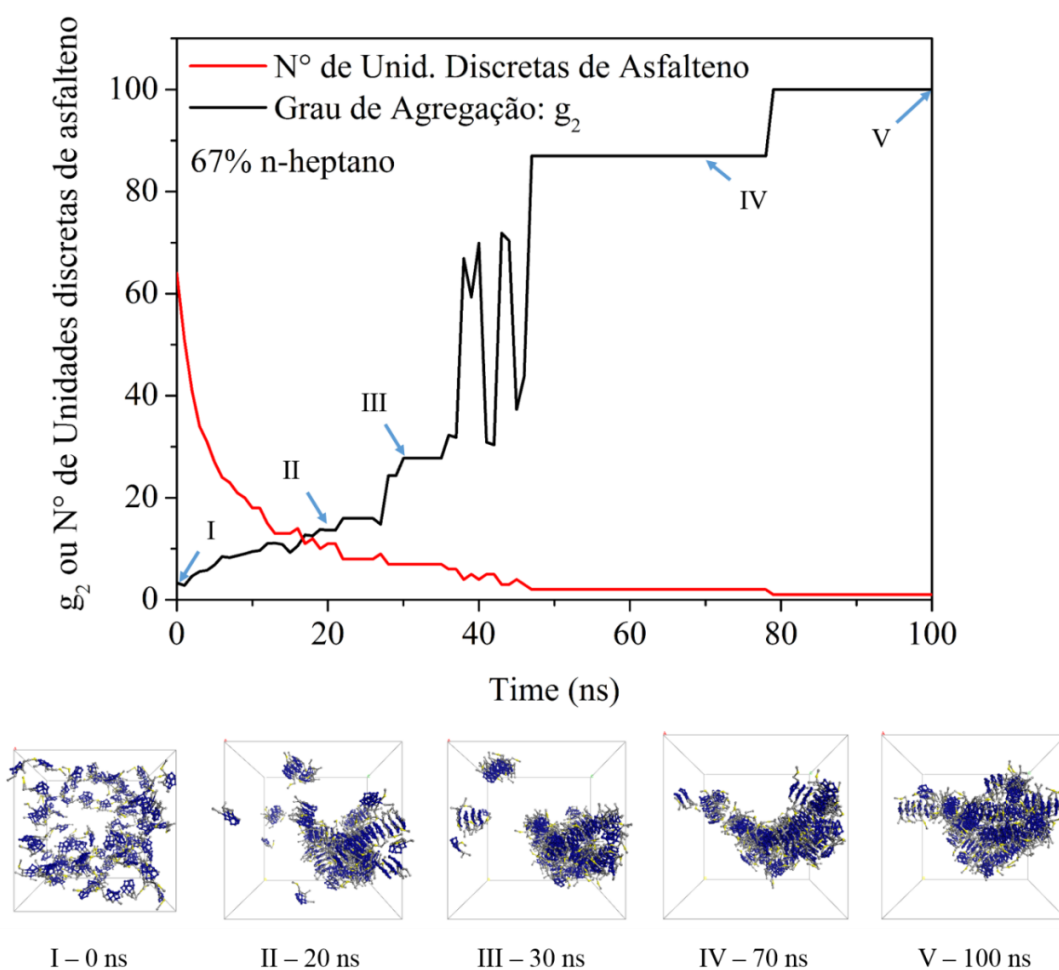 N° de Unid. Discretas de Asfalteno
Grau de Agregação: g₂
67% n-heptano
g₂ ou N° de Unidades discretas de asfalteno
100
80
60
40
20
0
I
II
III
IV
V
0
20
40
60
80
100
Time (ns)
I – 0 ns
II – 20 ns
III – 30 ns
IV – 70 ns
V – 100 ns